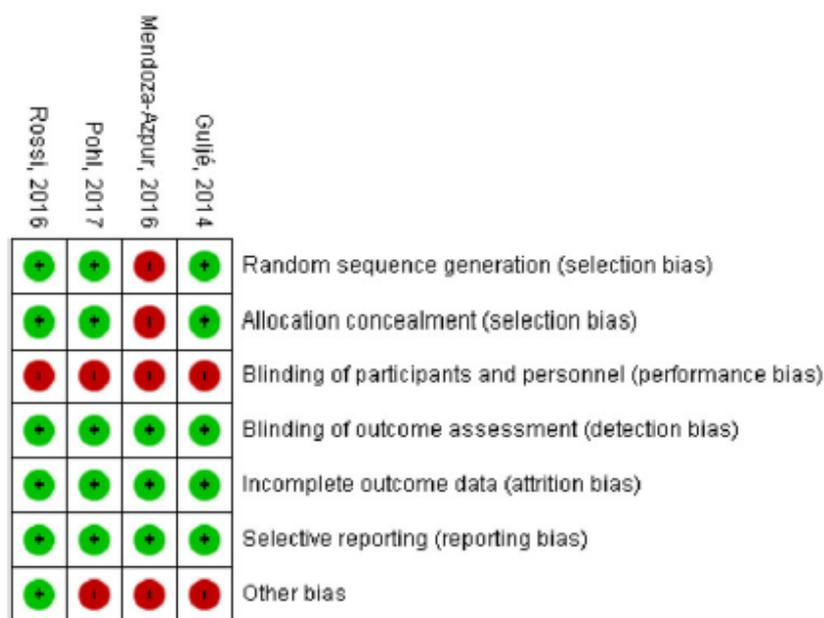 Rossi, 2016
Pohl, 2017
Mendoza-Azpur, 2016
Guljé, 2014
+ + - + Random sequence generation (selection bias)
+ + - + Allocation concealment (selection bias)
- - - - Blinding of participants and personnel (performance bias)
+ + + + Blinding of outcome assessment (detection bias)
+ + + + Incomplete outcome data (attrition bias)
+ + + + Selective reporting (reporting bias)
+ - - - Other bias